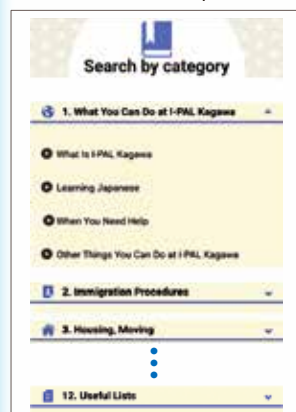 Search by category
1. What You Can Do at I-PAL Kagawa
What Is I-PAL Kagawa
Learning Japanese
When You Need Help
Other Things You Can Do at I-PAL Kagawa
2. Immigration Procedures
3. Housing, Moving
12. Useful Lists